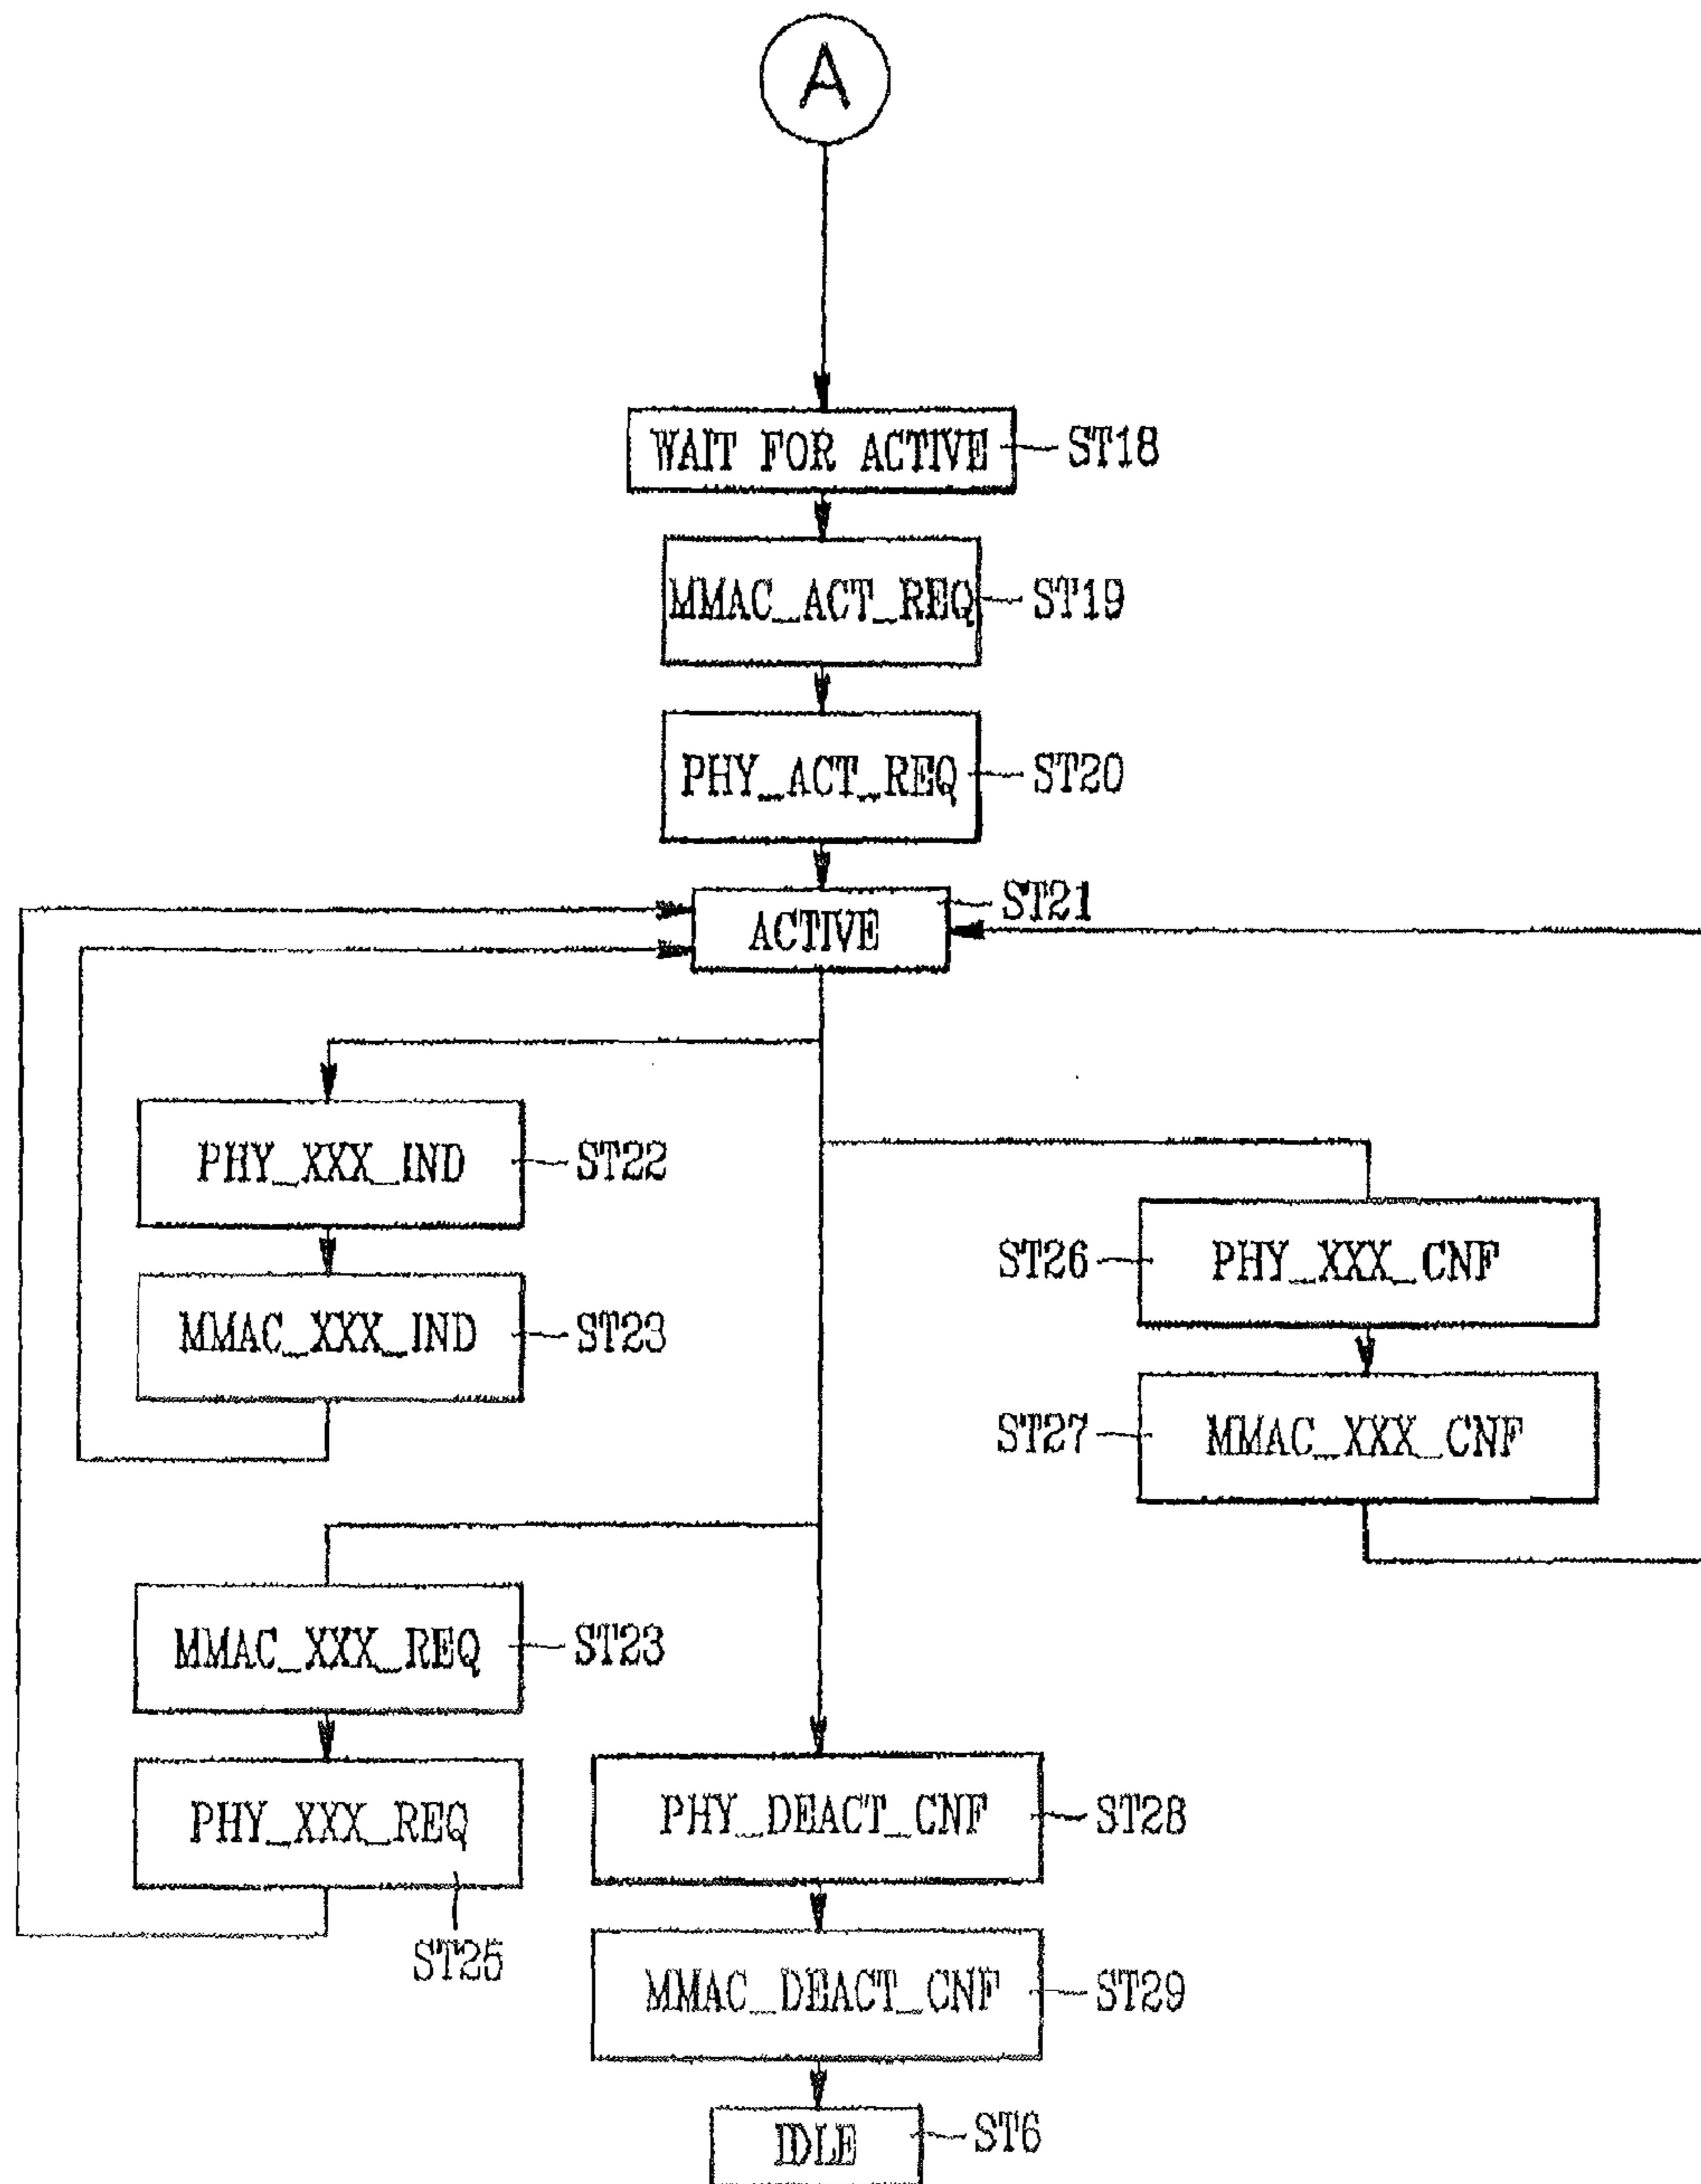 A
WAIT FOR ACTIVE ST18
MMAC_ACT_REQ ST19
PHY_ACT_REQ ST20
ST21
ACTIVE
PHY_XXX_IND ST22
ST26 PHY_XXX_CNF
MMAC_XXX_IND ST23
ST27 MMAC_XXX_CNF
MMAC_XXX_REQ ST23
PHY_XXX_REQ
PHY_DEACT_CNF ST28
ST25
MMAC_DEACT_CNF ST29
IDLE ST6